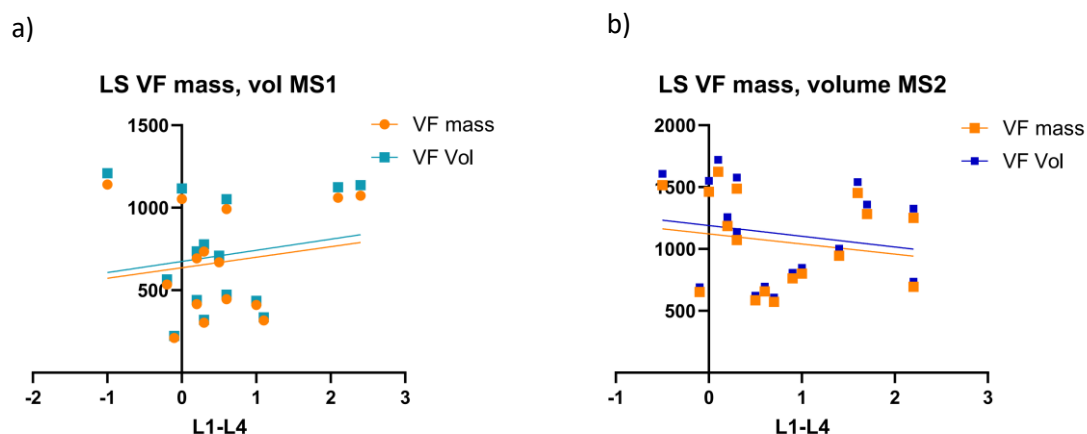 a)
LS VF mass, vol MS1
1500
1000
500
VF mass
VF Vol
-2 -1 0 1 2 3
L1-L4
b)
LS VF mass, volume MS2
2000
1500
1000
500
VF mass
VF Vol
-1 0 1 2 3
L1-L4